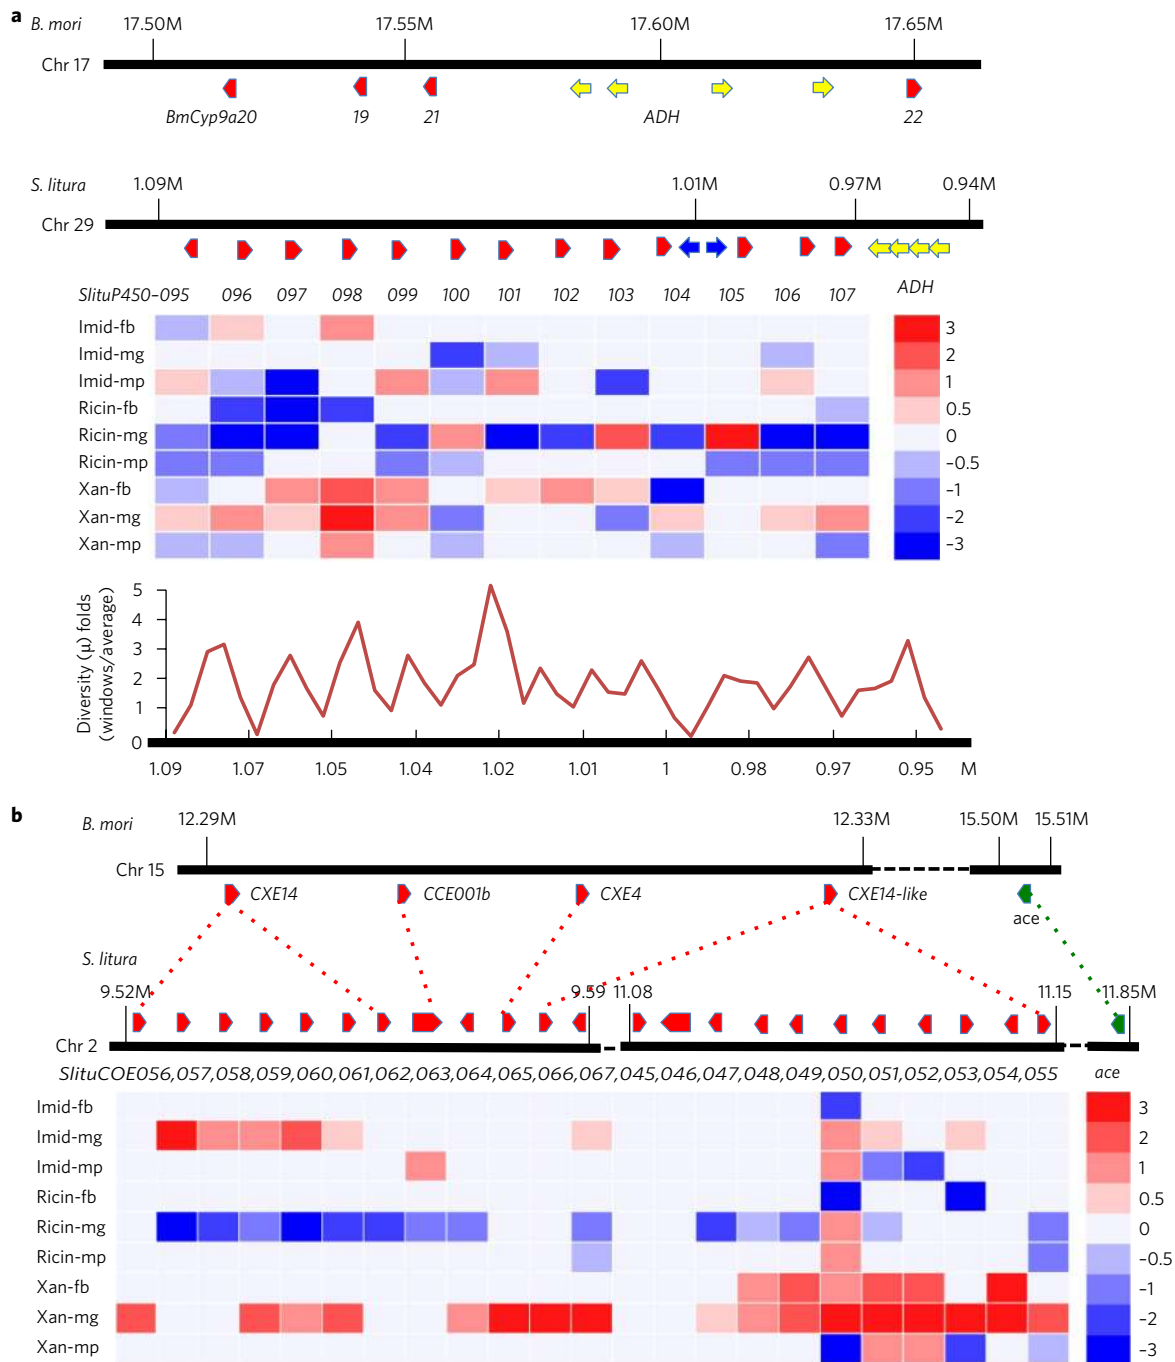 a
B. mori 17.50M 17.55M 17.60M 17.65M
Chr 17
BmCyp9a20 19 21 ADH 22
S. litura 1.09M 1.01M 0.97M 0.94M
Chr 29
SlituP450-095 096 097 098 099 100 101 102 103 104 105 106 107 ADH
Imid-fb 3
Imid-mg 2
Imid-mp 1
Ricin-fb 0.5
Ricin-mg 0
Ricin-mp -0.5
Xan-fb -1
Xan-mg -2
Xan-mp -3
Diversity (μ) folds
(windows/average)
5
4
3
2
1
0
1.09 1.07 1.05 1.04 1.02 1.01 1 0.98 0.97 0.95 M
b
B. mori 12.29M 12.33M 15.50M 15.51M
Chr 15
CXE14 CCE001b CXE4 CXE14-like
ace
S. litura
9.52M 9.59 11.08 11.15 11.85M
Chr 2
SlituCOE056,057,058,059,060,061,062,063,064,065,066,067,045,046,047,048,049,050,051,052,053,054,055 ace
Imid-fb 3
Imid-mg 2
Imid-mp 1
Ricin-fb 0.5
Ricin-mg 0
Ricin-mp -0.5
Xan-fb -1
Xan-mg -2
Xan-mp -3